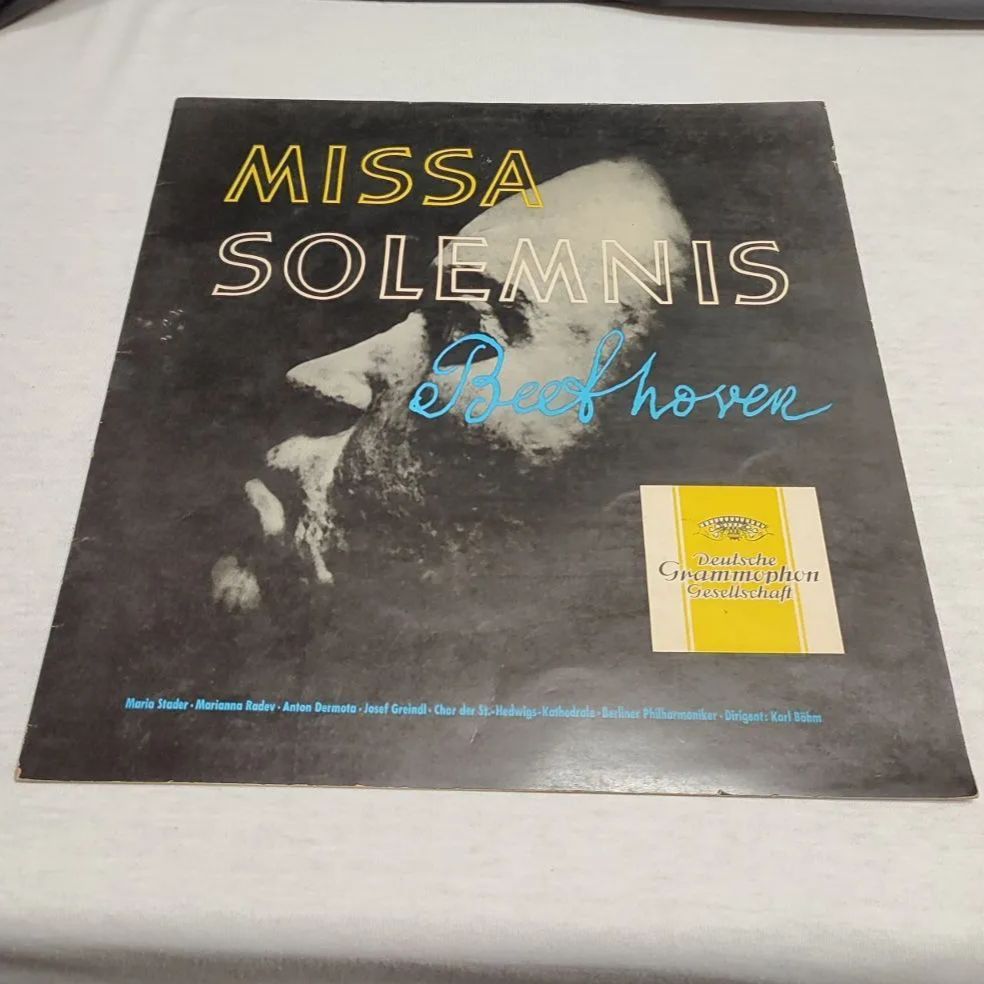 MISSA
SOLEMNIS
Beethoven
Deutsche
Grammophon
Gesellschaft
Maria Stader · Marianna Radev · Anton Dermota · Josef Greindl · Chor der St.-Hedwigs-Kathedrale · Berliner Philharmoniker · Dirigent: Karl Böhm